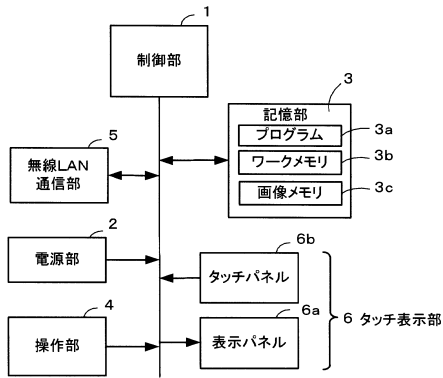 1
制御部
3
記憶部
プログラム
3a
ワークメモリ
3b
画像メモリ
3c
5
無線LAN
通信部
2
電源部
6b
タッチパネル
4
操作部
6a
表示パネル
6 タッチ表示部